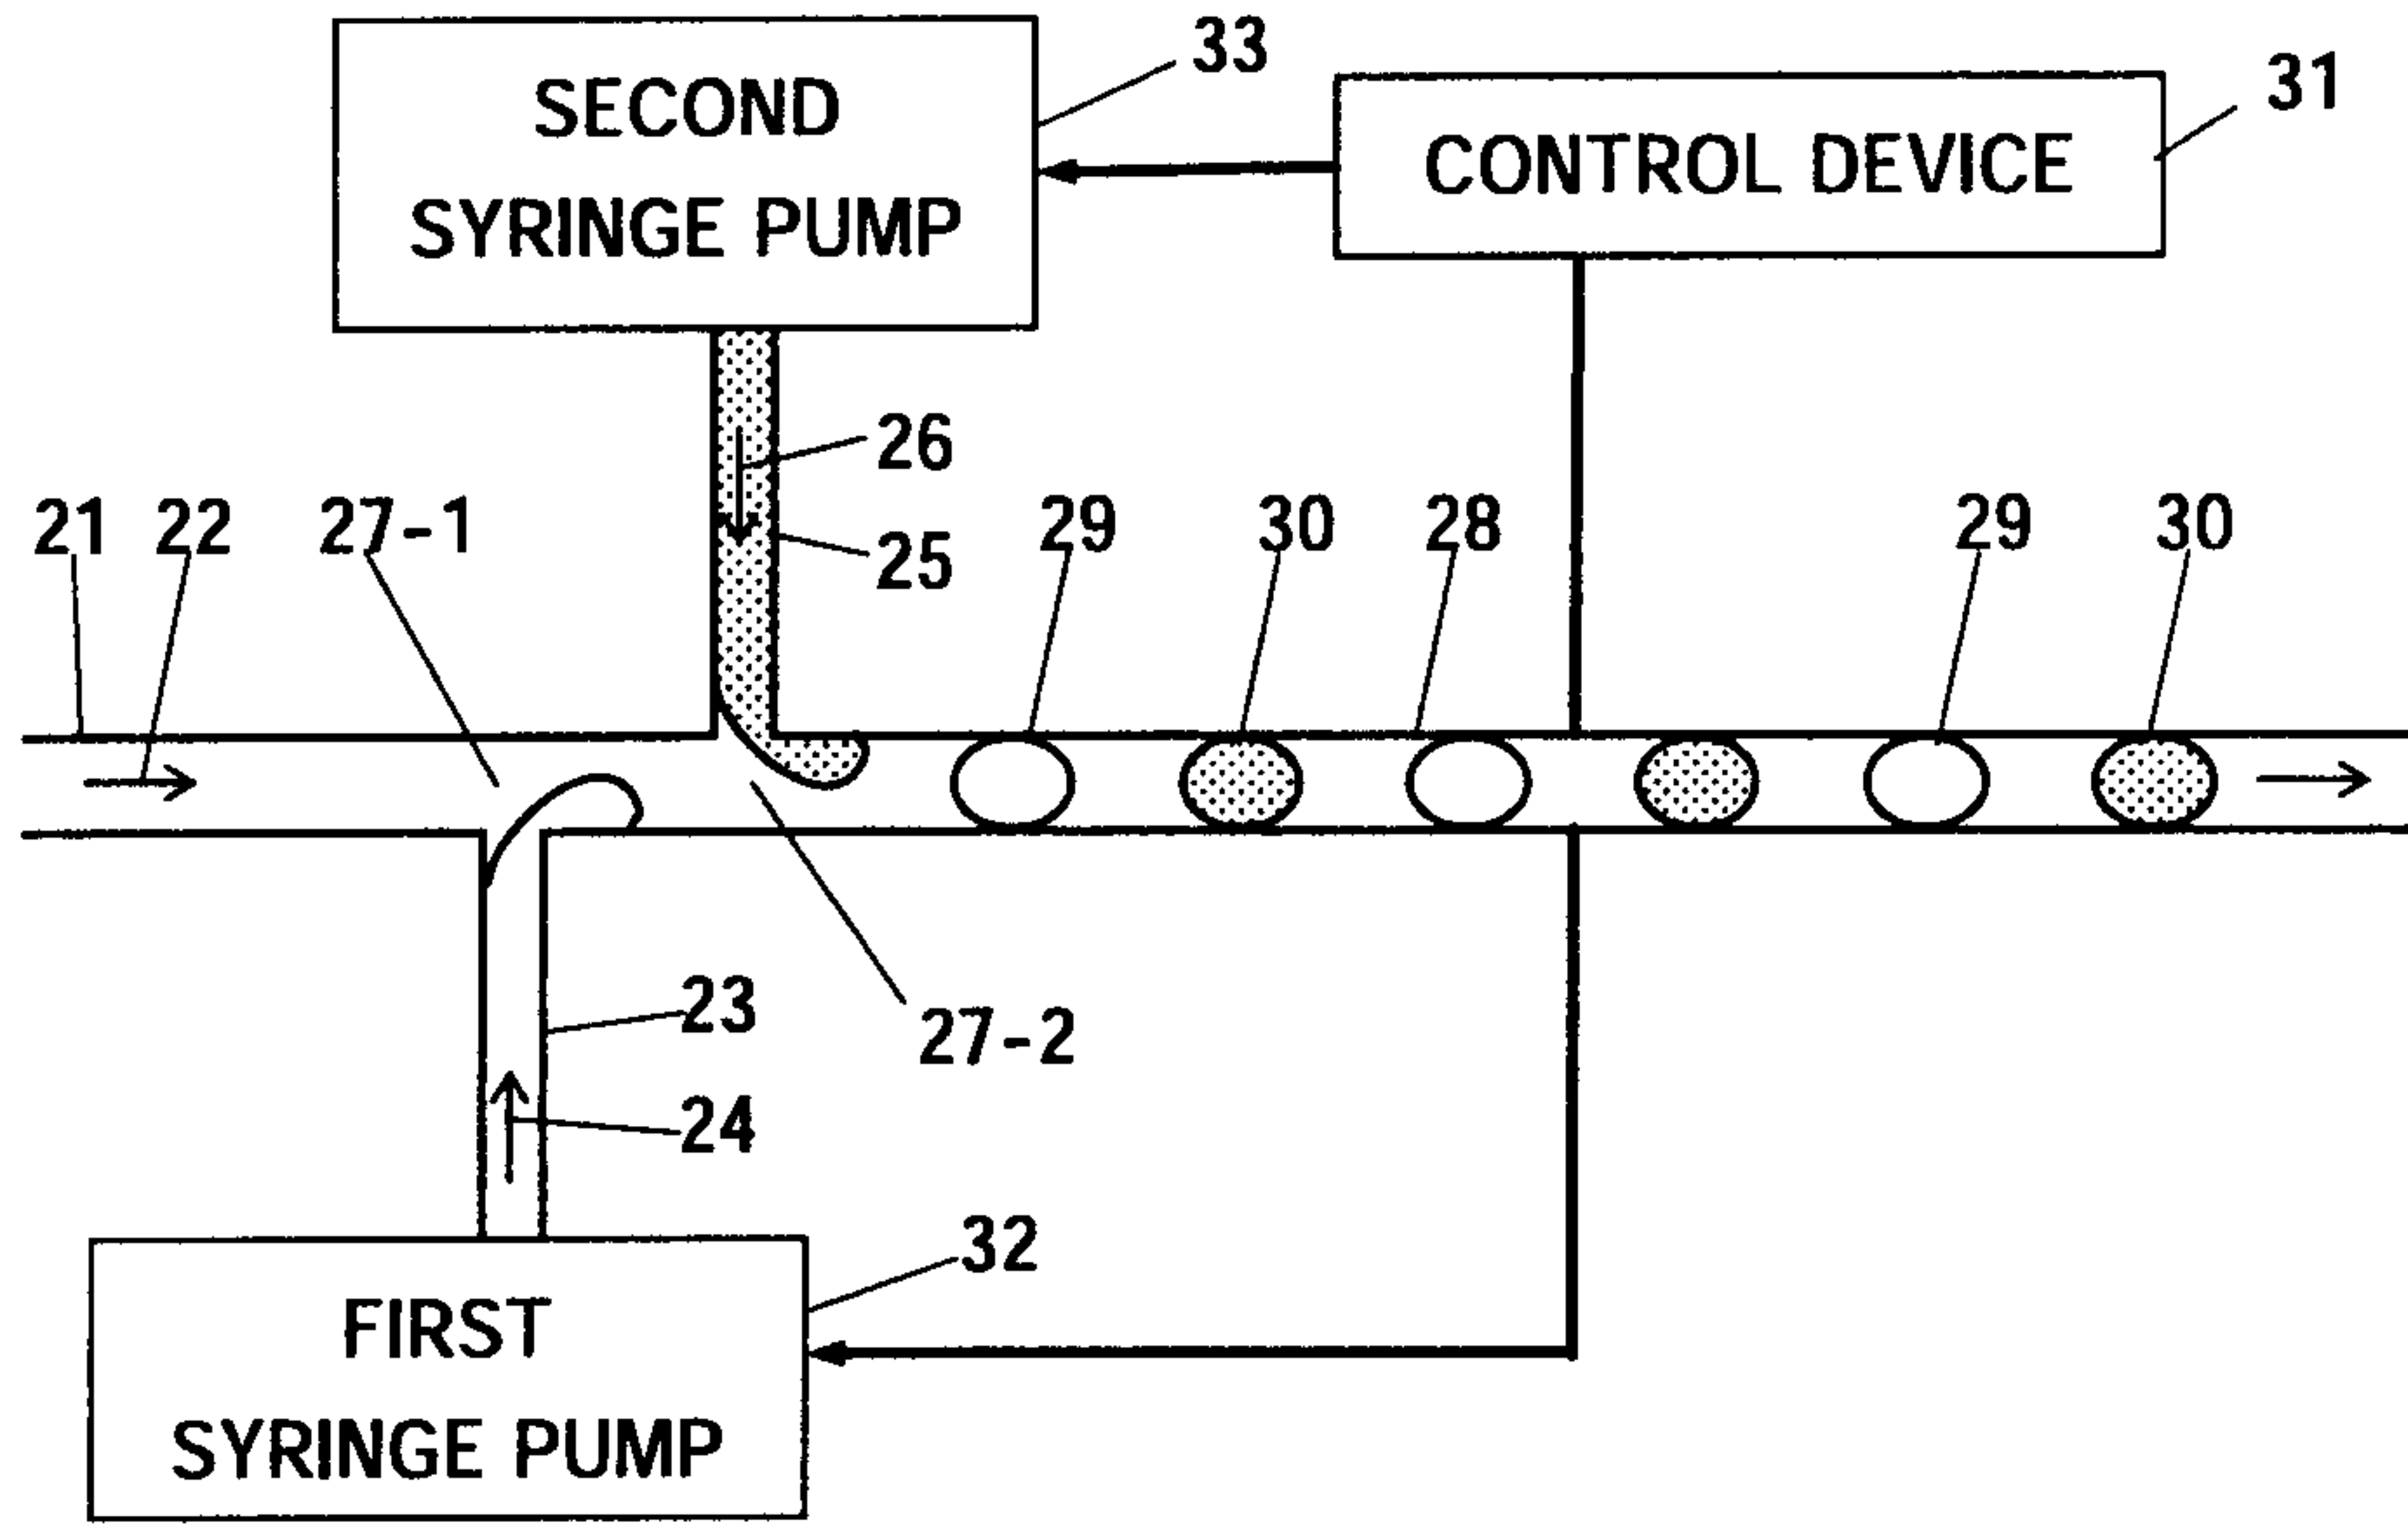 33
SECOND
SYRINGE PUMP
31
CONTROL DEVICE
26
25
21 22 27-1 29 30 28 29 30
23
27-2
24
32
FIRST
SYRINGE PUMP